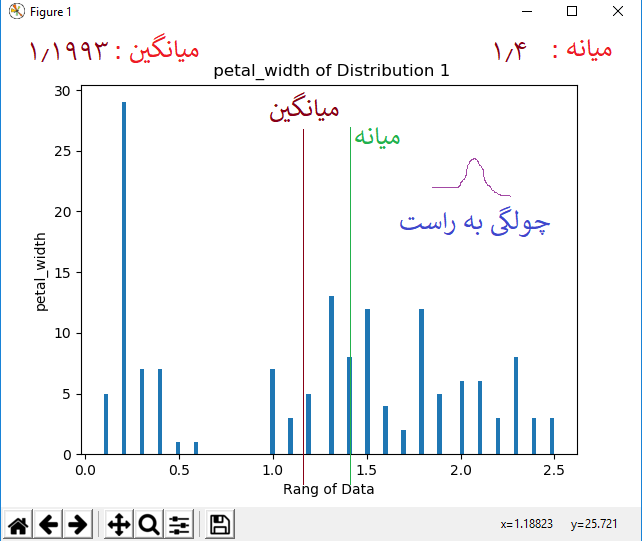 Figure 1
میانگین : ۱٫۱۹۹۳
میانه : ۱٫۴
petal_width of Distribution 1
میانگین
میانه
چولگی به راست
petal_width
30
25
20
15
10
5
0
0.0 0.5 1.0 1.5 2.0 2.5
Rang of Data
x=1.18823 y=25.721